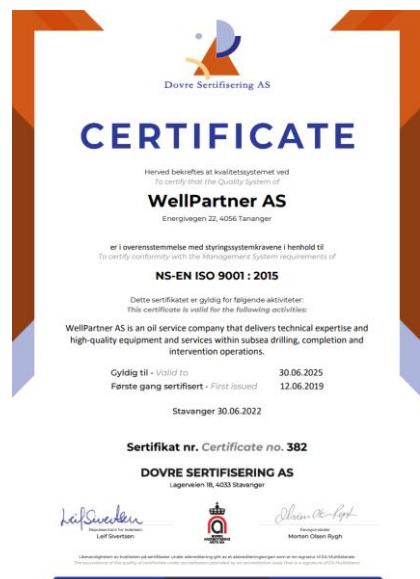 Dovre Sertifisering AS
CERTIFICATE
Herved bekreftes at kvalitetssystemet ved
To certify that the Quality System of
WellPartner AS
Energivegen 22, 4056 Tananger
er i overensstemmelse med styringssystemkravene i henhold til
To certify conformity with the Management System requirements of
NS-EN ISO 9001 : 2015
Dette sertifikatet er gyldig for følgende aktiviteter:
This certificate is valid for the following activities:
WellPartner AS is an oil service company that delivers technical expertise and
high-quality equipment and services within subsea drilling, completion and
intervention operations.
Gyldig til - Valid to 30.06.2025
Første gang sertifisert - First issued 12.06.2019
Stavanger 30.06.2022
Sertifikat nr. Certificate no. 382
DOVRE SERTIFISERING AS
Lagerveien 18, 4033 Stavanger
Leif Sivertsen
Leif Sivertsen
Morten Olsen Rygh